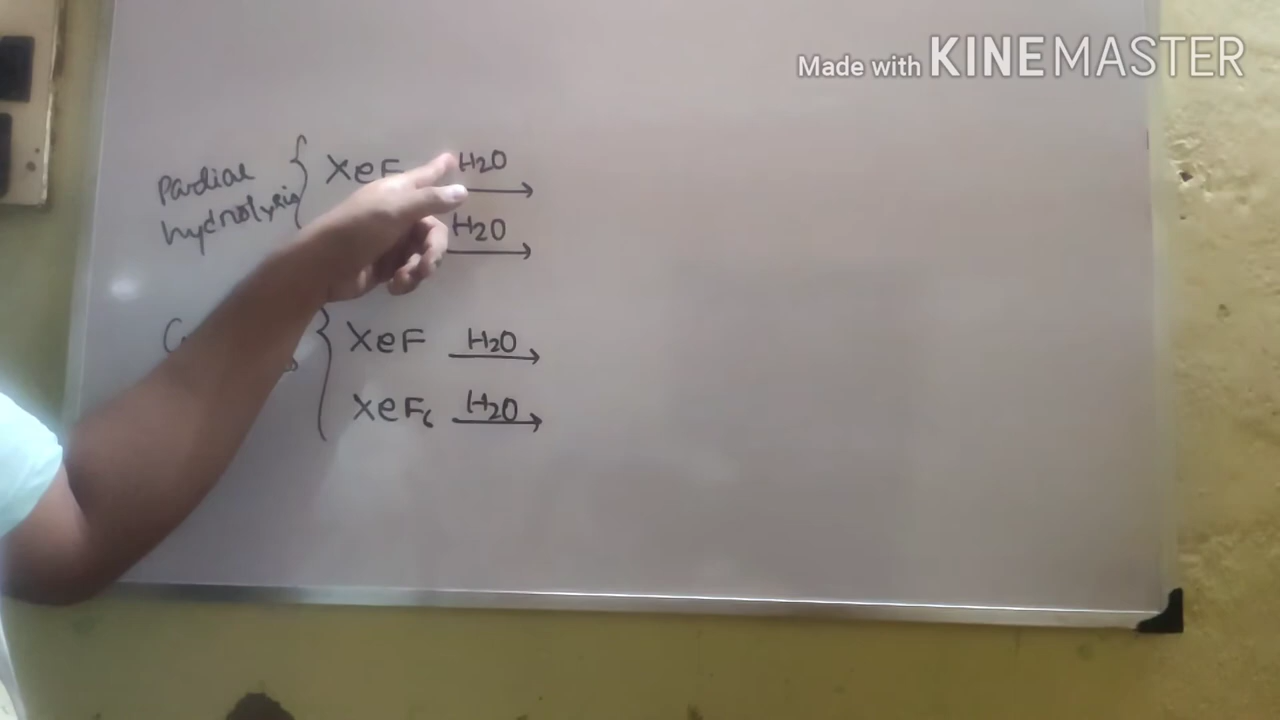 Made with KINEMASTER
Partial { XeF H2O →
hydrolysis H2O →
{ XeF H2O →
XeF6 H2O →